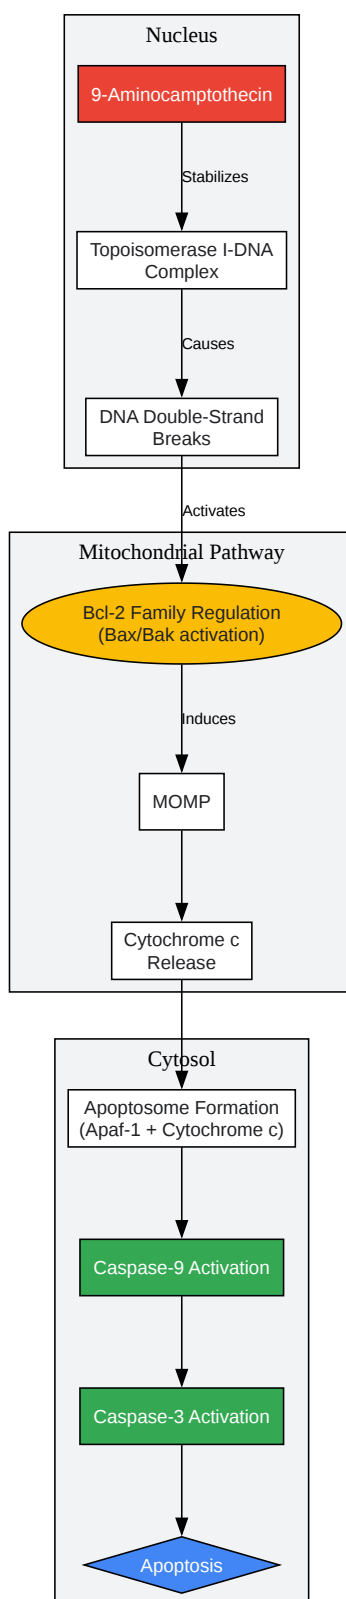 Nucleus
9-Aminocamptothecin
Stabilizes
Topoisomerase I-DNA
Complex
Causes
DNA Double-Strand
Breaks
Activates
Mitochondrial Pathway
Bcl-2 Family Regulation
(Bax/Bak activation)
Induces
MOMP
Cytochrome c
Release
Cytosol
Apoptosome Formation
(Apaf-1 + Cytochrome c)
Caspase-9 Activation
Caspase-3 Activation
Apoptosis